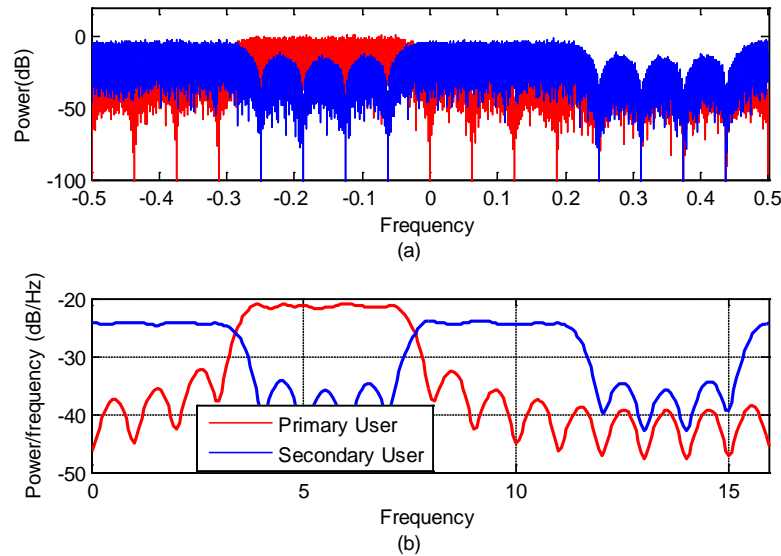 0
-50
-100
Power(dB)
-0.5 -0.4 -0.3 -0.2 -0.1 0 0.1 0.2 0.3 0.4 0.5
Frequency
(a)
-20
-30
-40
-50
Power/frequency (dB/Hz)
Primary User
Secondary User
0 5 10 15
Frequency
(b)